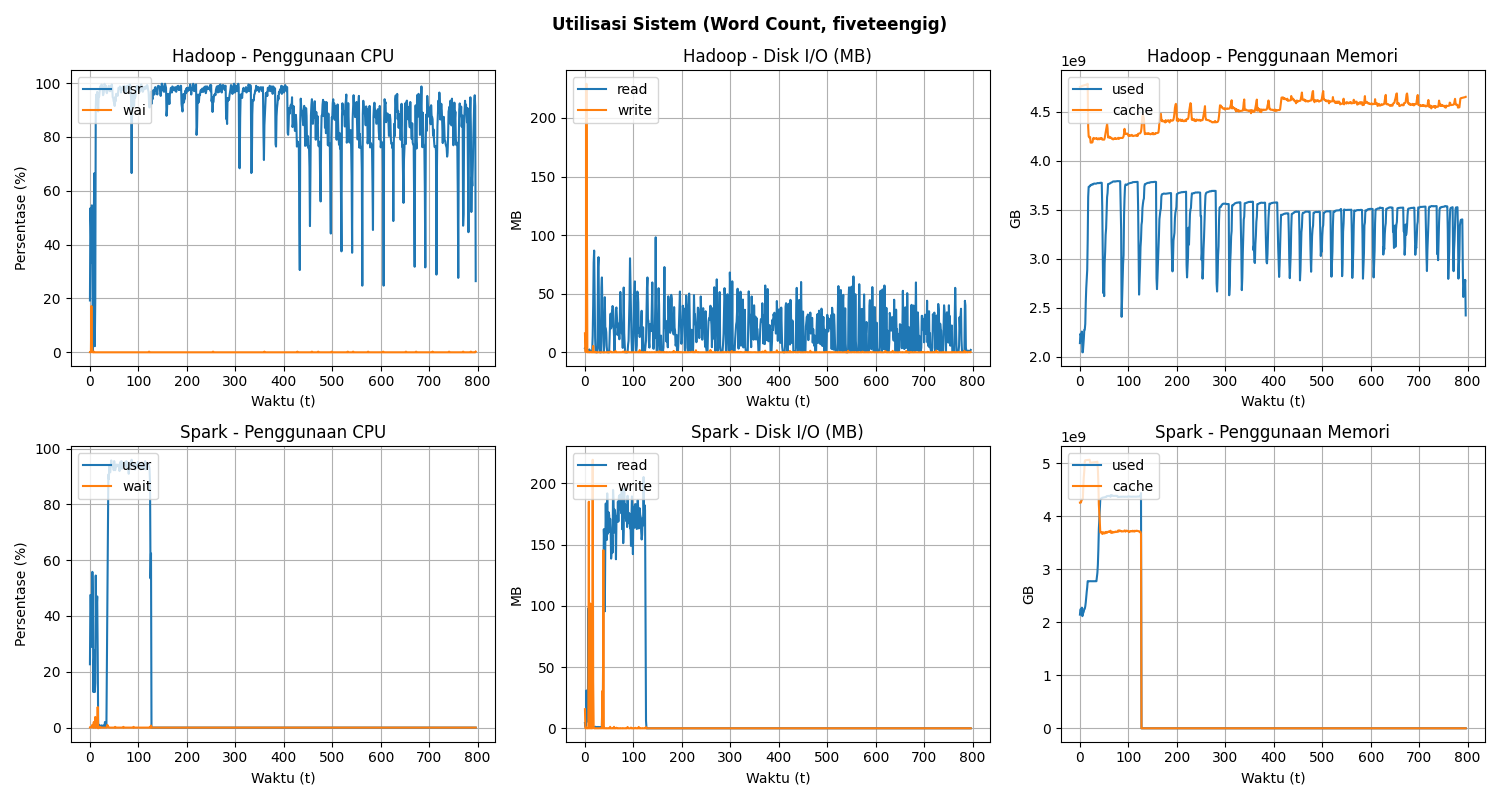 Utilisasi Sistem (Word Count, fiveteengig)
Hadoop - Penggunaan CPU
Persentase (%)
100
80
60
40
20
0
usr
wai
0 100 200 300 400 500 600 700 800
Waktu (t)
Hadoop - Disk I/O (MB)
MB
200
150
100
50
0
read
write
0 100 200 300 400 500 600 700 800
Waktu (t)
Hadoop - Penggunaan Memori
1e9
GB
4.5
4.0
3.5
3.0
2.5
2.0
used
cache
0 100 200 300 400 500 600 700 800
Waktu (t)
Spark - Penggunaan CPU
Persentase (%)
100
80
60
40
20
0
user
wait
0 100 200 300 400 500 600 700 800
Waktu (t)
Spark - Disk I/O (MB)
MB
200
150
100
50
0
read
write
0 100 200 300 400 500 600 700 800
Waktu (t)
Spark - Penggunaan Memori
1e9
GB
5
4
3
2
1
0
used
cache
0 100 200 300 400 500 600 700 800
Waktu (t)